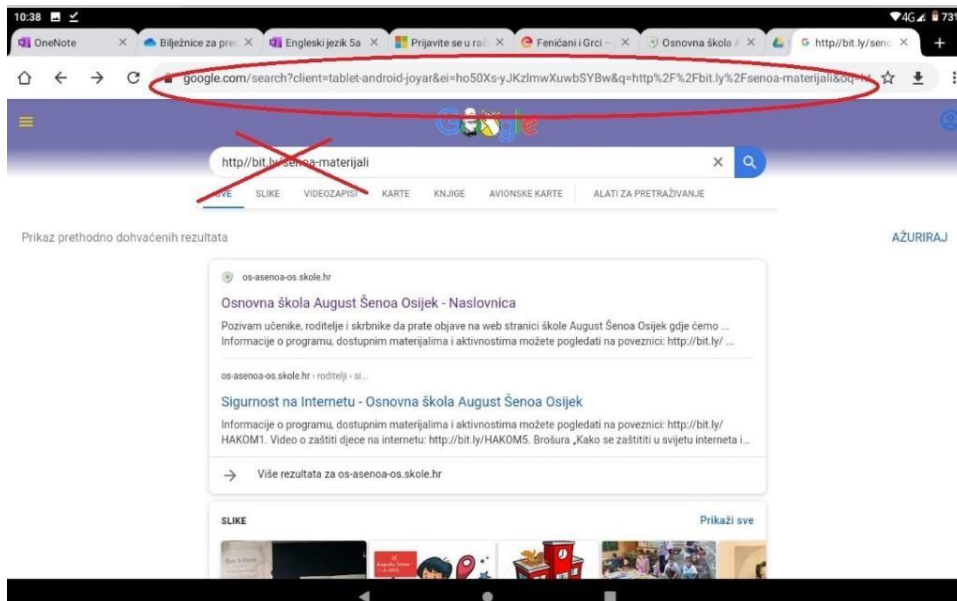 10:38 4G 73%
OneNote
Bilježnice za pre
Engleski jezik 5a
Prijavite se u rač
Feničani i Grci –
Osnovna škola A
http//bit.ly/seno
google.com/search?client=tablet-android-joyar&ei=ho50Xs-yJKzlmwXuwbSYBw&q=http%2F%2Fbit.ly%2Fsenoa-materijali&oq=ht
http//bit.ly/senoa-materijali
SVE SLIKE VIDEOZAPISI KARTE KNJIGE AVIONSKE KARTE ALATI ZA PRETRAŽIVANJE
Prikaz prethodno dohvaćenih rezultata AŽURIRAJ
os-asenoa-os.skole.hr
Osnovna škola August Šenoa Osijek - Naslovnica
Pozivam učenike, roditelje i skrbnike da prate objave na web stranici škole August Šenoa Osijek gdje ćemo ...
Informacije o programu, dostupnim materijalima i aktivnostima možete pogledati na poveznici: http://bit.ly/ ...
os-asenoa-os.skole.hr › roditelji › si...
Sigurnost na Internetu - Osnovna škola August Šenoa Osijek
Informacije o programu, dostupnim materijalima i aktivnostima možete pogledati na poveznici: http://bit.ly/
HAKOM1. Video o zaštiti djece na internetu: http://bit.ly/HAKOM5. Brošura „Kako se zaštititi u svijetu interneta i...
Više rezultata za os-asenoa-os.skole.hr
SLIKE Prikaži sve